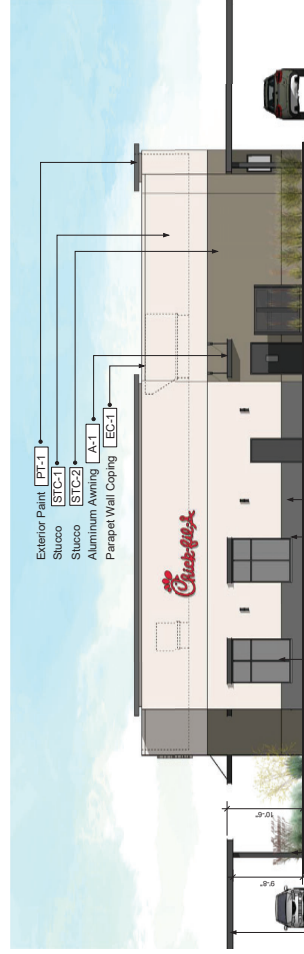 Exterior Paint PT-1
Stucco STC-1
Stucco STC-2
Aluminum Awning A-1
Parapet Wall Coping EC-1
Chick-fil-A
10'-6"
9'-6"